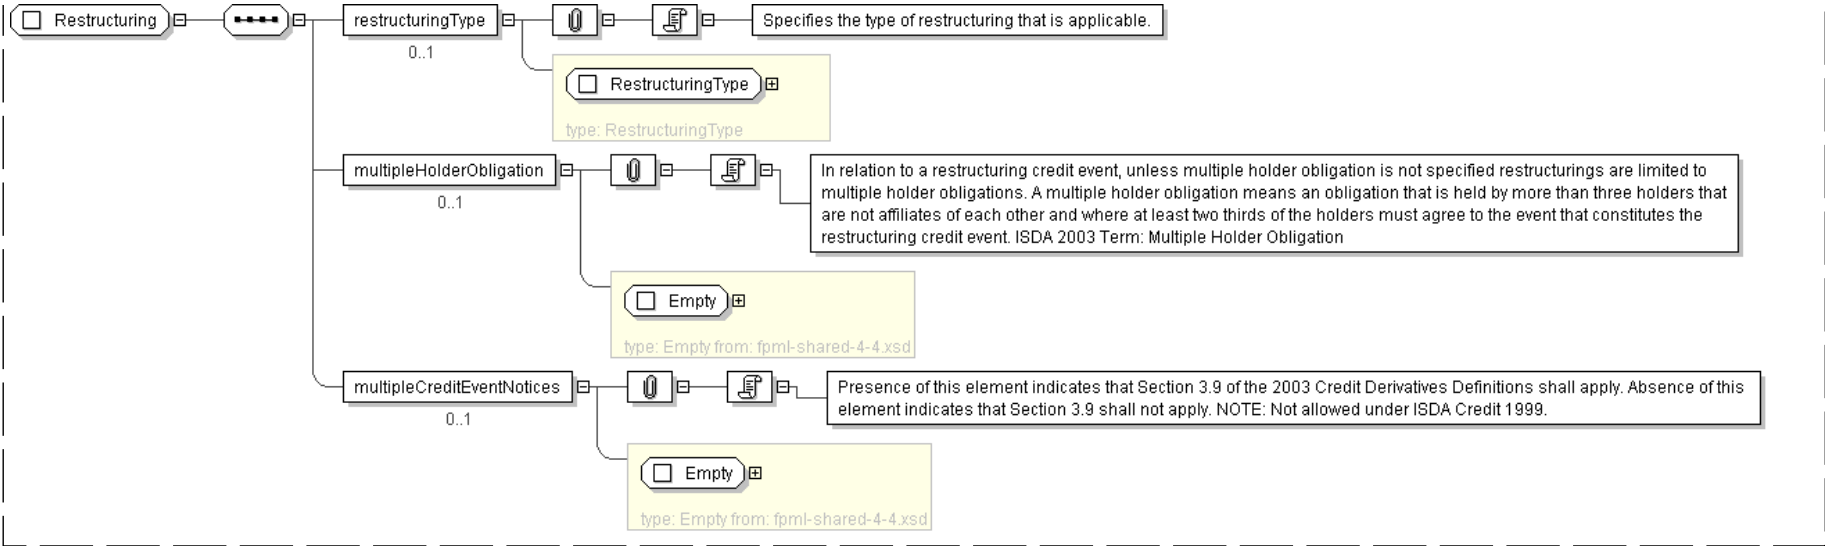 Restructuring
restructuringType
Specifies the type of restructuring that is applicable.
0..1
RestructuringType
type: RestructuringType
multipleHolderObligation
0..1
In relation to a restructuring credit event, unless multiple holder obligation is not specified restructurings are limited to
multiple holder obligations. A multiple holder obligation means an obligation that is held by more than three holders that
are not affiliates of each other and where at least two thirds of the holders must agree to the event that constitutes the
restructuring credit event. ISDA 2003 Term: Multiple Holder Obligation
Empty
type: Empty from: fpml-shared-4-4.xsd
multipleCreditEventNotices
0..1
Presence of this element indicates that Section 3.9 of the 2003 Credit Derivatives Definitions shall apply. Absence of this
element indicates that Section 3.9 shall not apply. NOTE: Not allowed under ISDA Credit 1999.
Empty
type: Empty from: fpml-shared-4-4.xsd